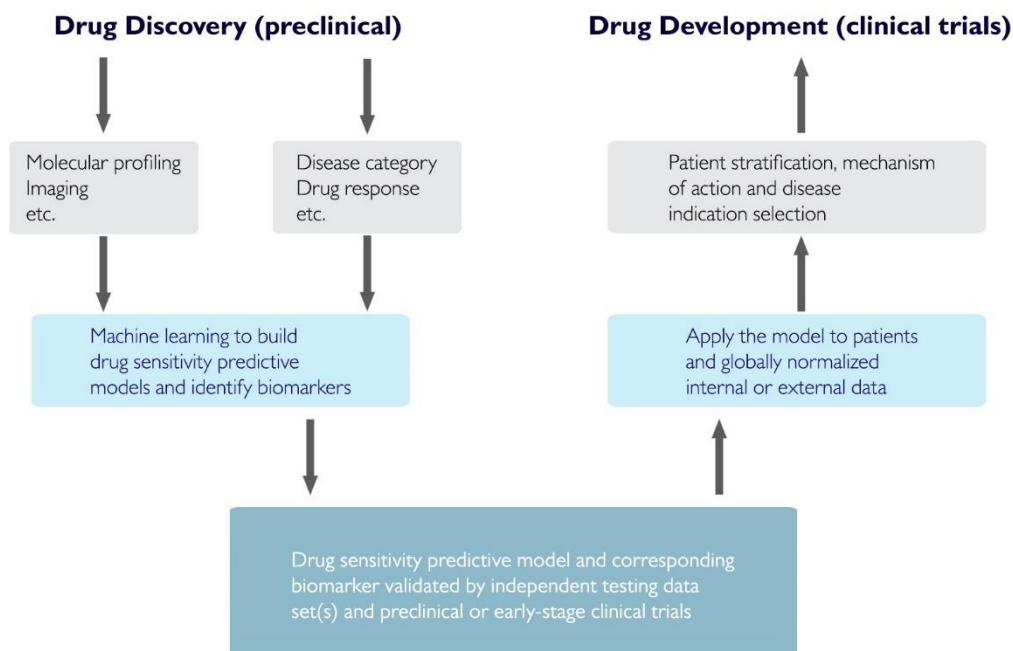 Drug Discovery (preclinical)
Molecular profiling
Imaging
etc.
Disease category
Drug response
etc.
Machine learning to build
drug sensitivity predictive
models and identify biomarkers
Drug sensitivity predictive model and corresponding
biomarker validated by independent testing data
set(s) and preclinical or early-stage clinical trials
Apply the model to patients
and globally normalized
internal or external data
Patient stratification, mechanism
of action and disease
indication selection
Drug Development (clinical trials)